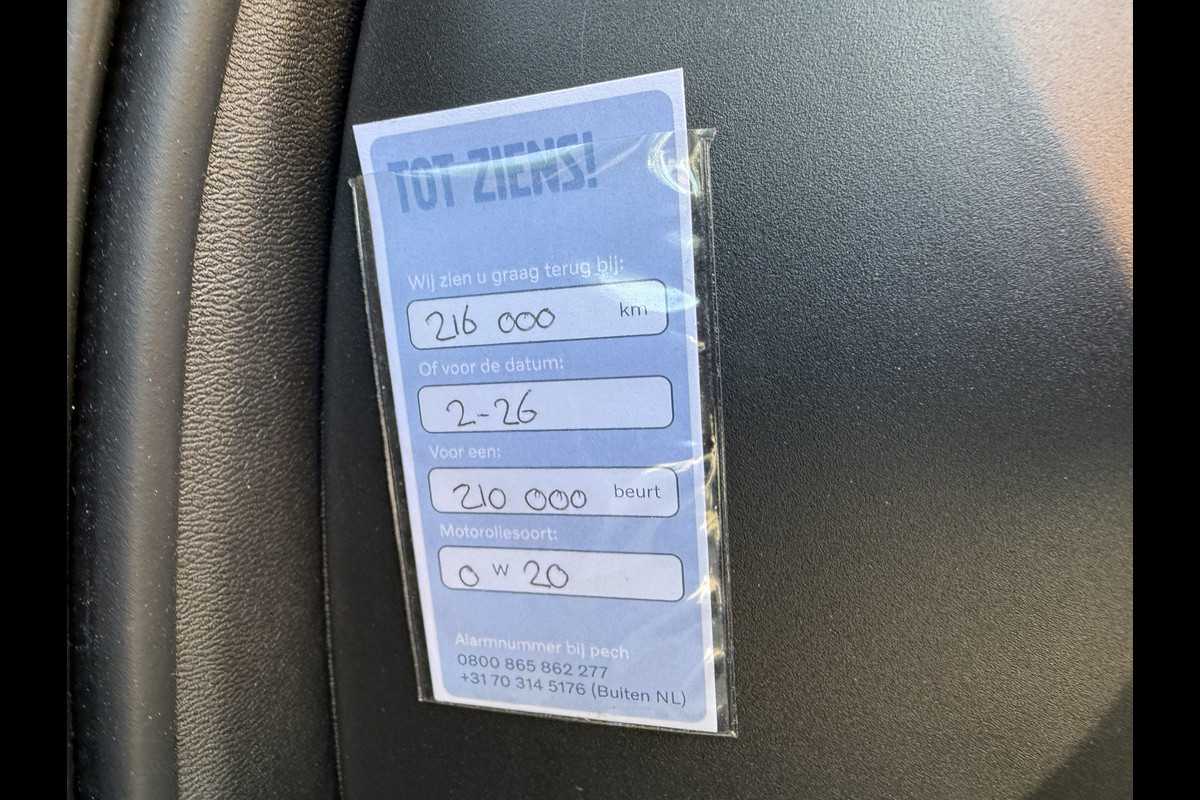 TOT ZIENS!
Wij zien u graag terug bij:
216 000 km
Of voor de datum:
2-26
Voor een:
210 000 beurt
Motoroliesoort:
0 W 20
Alarmnummer bij pech
0800 865 862 277
+31 70 314 5176 (Buiten NL)